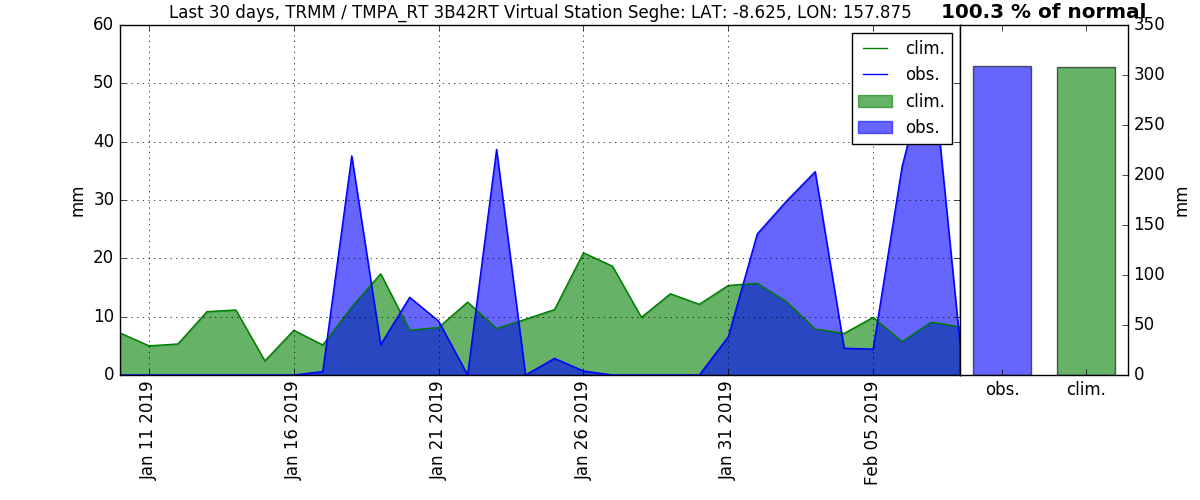 Last 30 days, TRMM / TMPA_RT 3B42RT Virtual Station Seghe: LAT: -8.625, LON: 157.875
100.3 % of normal
60
50
40
30
20
10
0
mm
clim.
obs.
clim.
obs.
Jan 11 2019
Jan 16 2019
Jan 21 2019
Jan 26 2019
Jan 31 2019
Feb 05 2019
350
300
250
200
150
100
50
0
mm
obs.
clim.